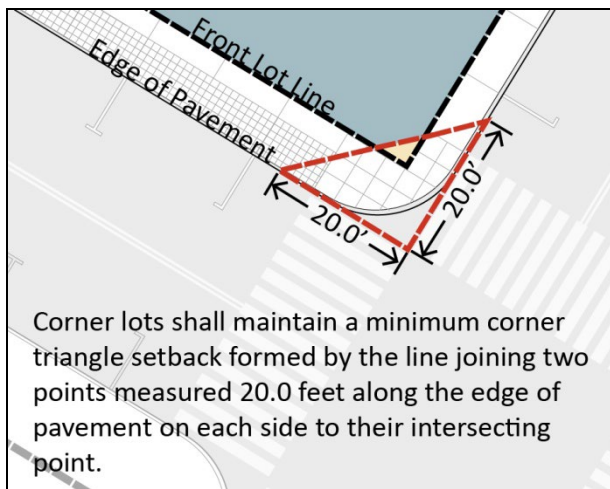 Front Lot Line
Edge of Pavement
20.0’
20.0’
Corner lots shall maintain a minimum corner
triangle setback formed by the line joining two
points measured 20.0 feet along the edge of
pavement on each side to their intersecting
point.